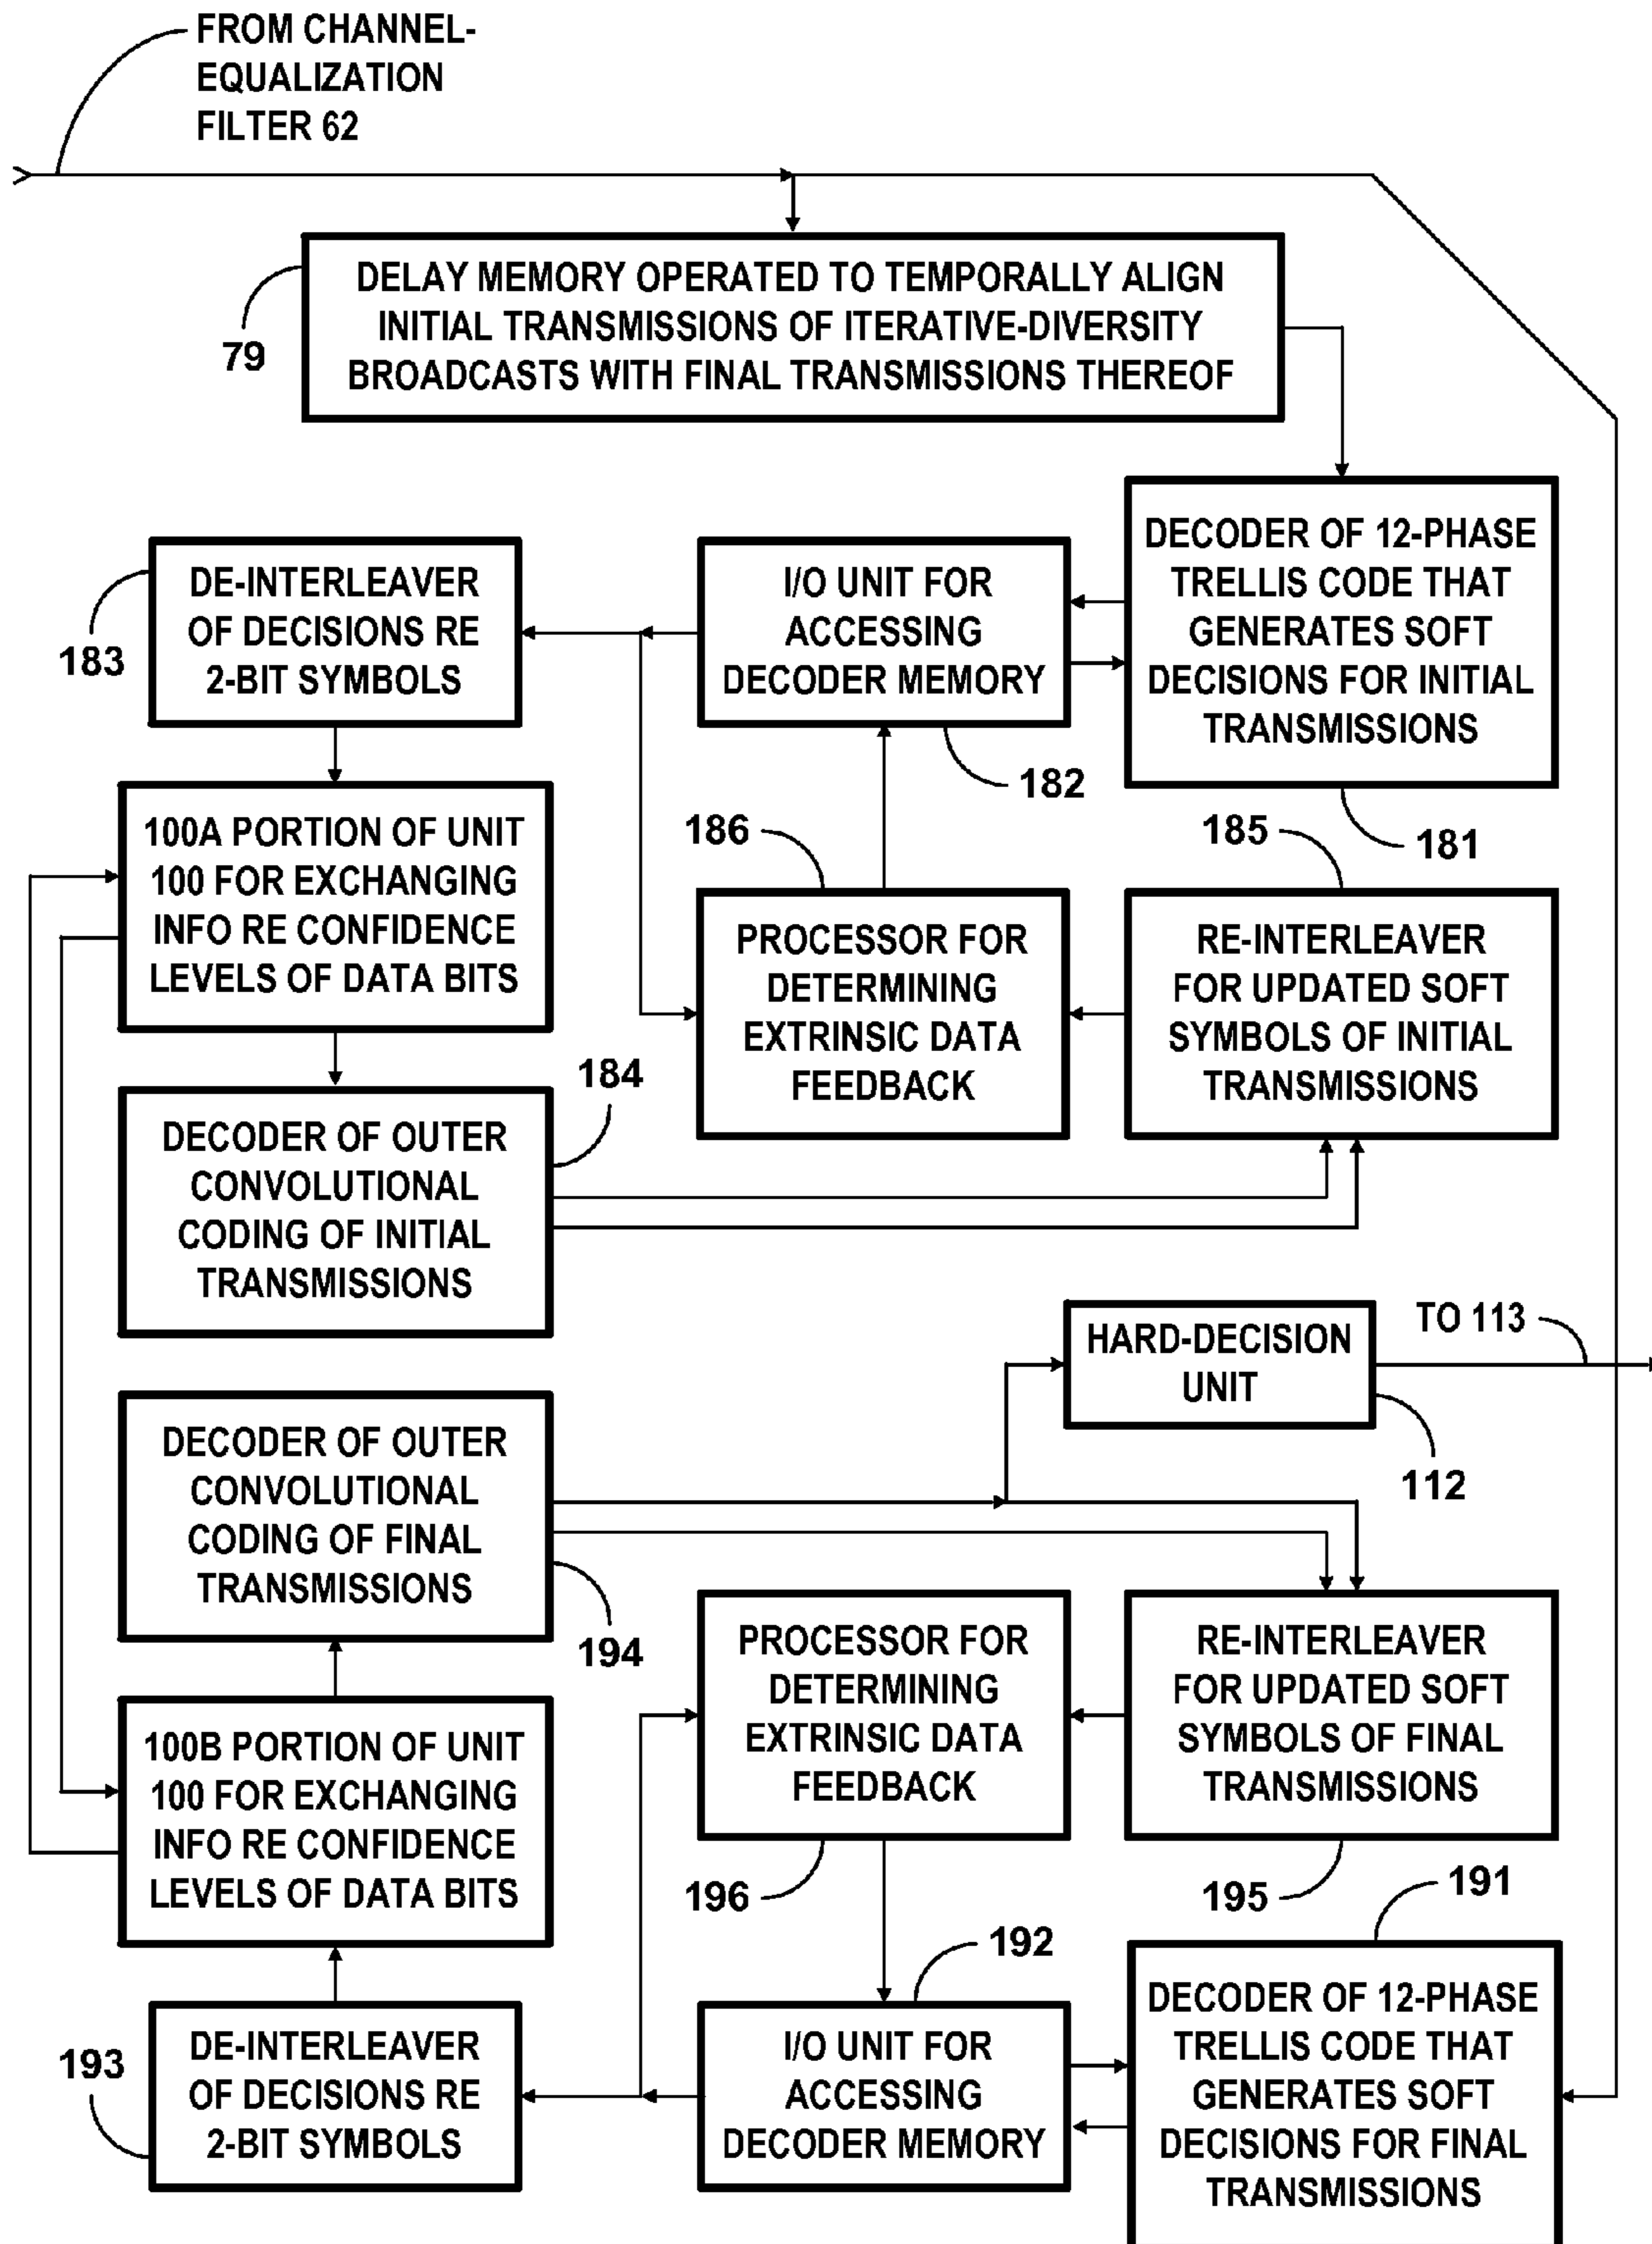 FROM CHANNEL-
EQUALIZATION
FILTER 62
DELAY MEMORY OPERATED TO TEMPORALLY ALIGN
INITIAL TRANSMISSIONS OF ITERATIVE-DIVERSITY
BROADCASTS WITH FINAL TRANSMISSIONS THEREOF
79
DECODER OF 12-PHASE
TRELLIS CODE THAT
GENERATES SOFT
DECISIONS FOR INITIAL
TRANSMISSIONS
181
I/O UNIT FOR
ACCESSING
DECODER MEMORY
182
DE-INTERLEAVER
OF DECISIONS RE
2-BIT SYMBOLS
183
100A PORTION OF UNIT
100 FOR EXCHANGING
INFO RE CONFIDENCE
LEVELS OF DATA BITS
186
PROCESSOR FOR
DETERMINING
EXTRINSIC DATA
FEEDBACK
185
RE-INTERLEAVER
FOR UPDATED SOFT
SYMBOLS OF INITIAL
TRANSMISSIONS
184
DECODER OF OUTER
CONVOLUTIONAL
CODING OF INITIAL
TRANSMISSIONS
HARD-DECISION
UNIT
TO 113
112
DECODER OF OUTER
CONVOLUTIONAL
CODING OF FINAL
TRANSMISSIONS
194
PROCESSOR FOR
DETERMINING
EXTRINSIC DATA
FEEDBACK
196
RE-INTERLEAVER
FOR UPDATED SOFT
SYMBOLS OF FINAL
TRANSMISSIONS
195
100B PORTION OF UNIT
100 FOR EXCHANGING
INFO RE CONFIDENCE
LEVELS OF DATA BITS
191
192
193
DE-INTERLEAVER
OF DECISIONS RE
2-BIT SYMBOLS
I/O UNIT FOR
ACCESSING
DECODER MEMORY
DECODER OF 12-PHASE
TRELLIS CODE THAT
GENERATES SOFT
DECISIONS FOR FINAL
TRANSMISSIONS